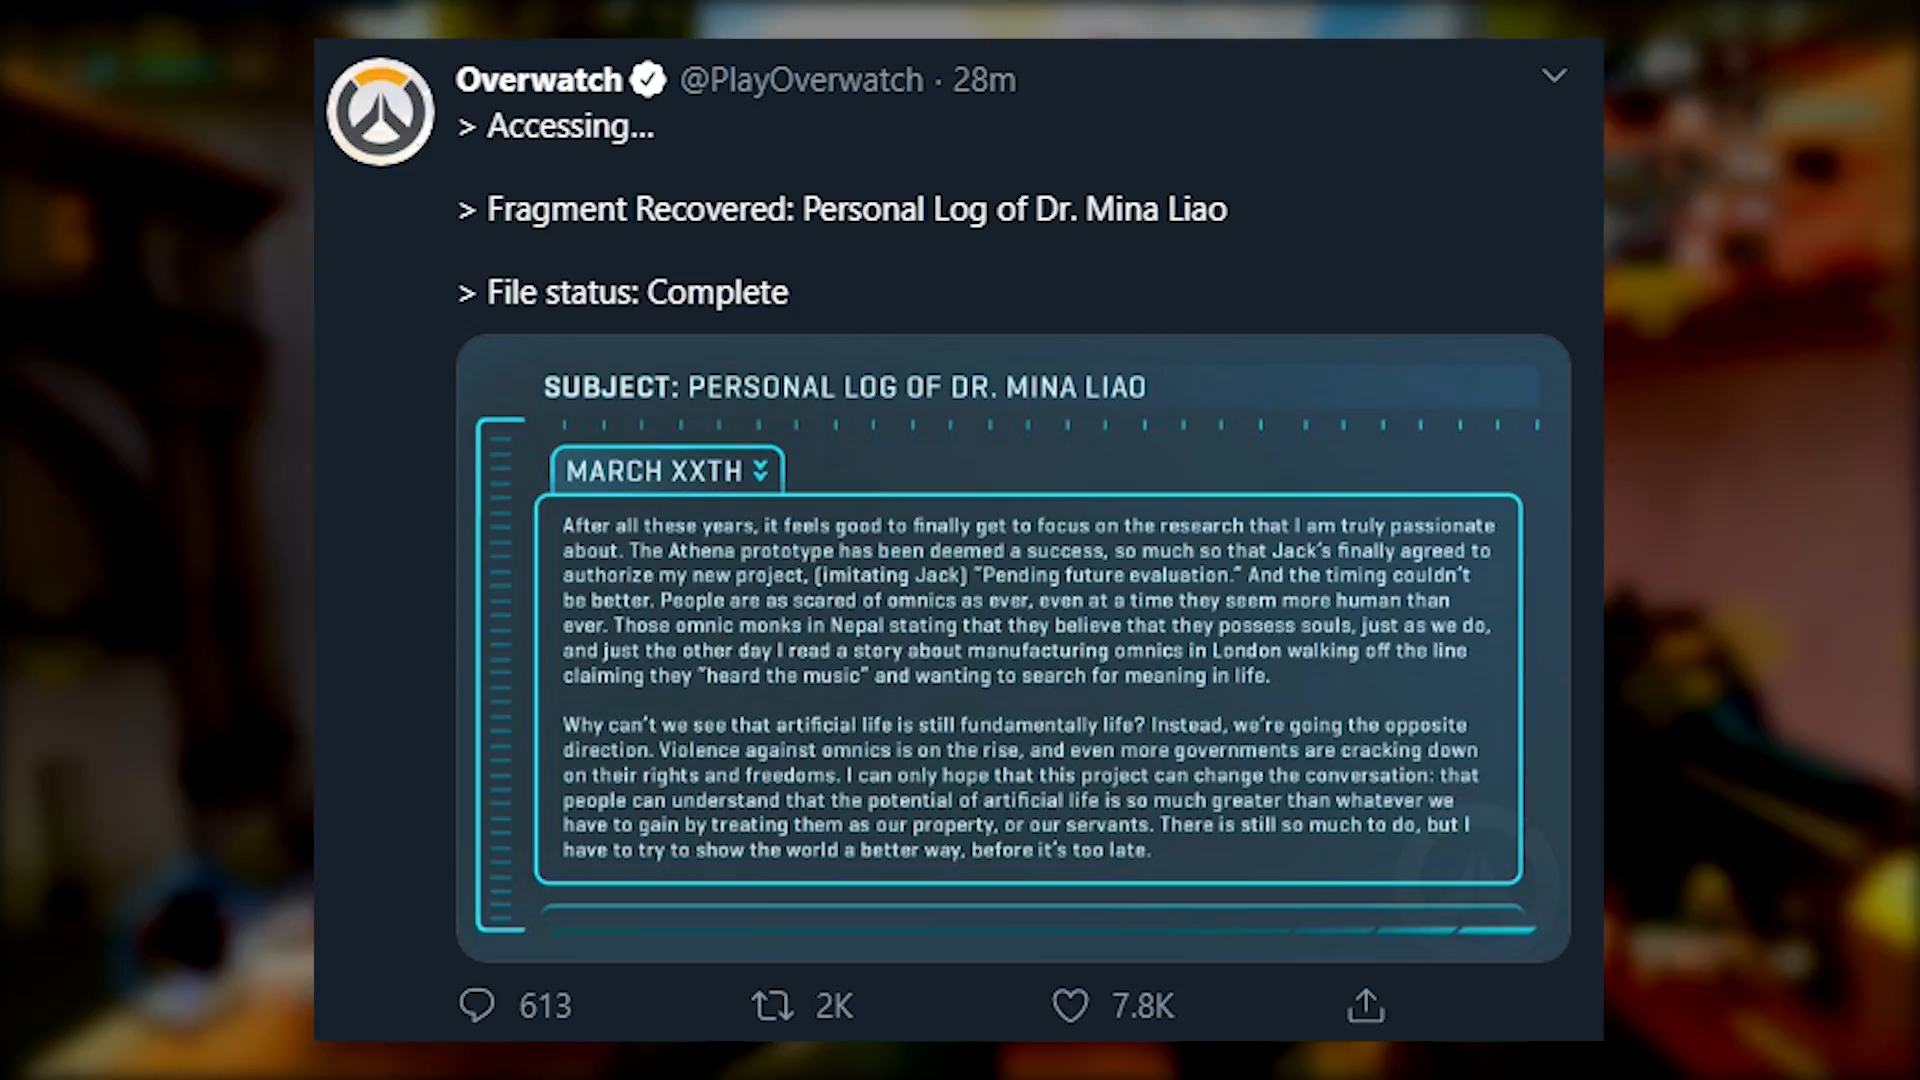 Overwatch @PlayOverwatch · 28m
> Accessing...
> Fragment Recovered: Personal Log of Dr. Mina Liao
> File status: Complete
SUBJECT: PERSONAL LOG OF DR. MINA LIAO
MARCH XXTH
After all these years, it feels good to finally get to focus on the research that I am truly passionate
about. The Athena prototype has been deemed a success, so much so that Jack's finally agreed to
authorize my new project, (imitating Jack) "Pending future evaluation." And the timing couldn't
be better. People are as scared of omnics as ever, even at a time they seem more human than
ever. Those omnic monks in Nepal stating that they believe that they possess souls, just as we do,
and just the other day I read a story about manufacturing omnics in London walking off the line
claiming they "heard the music" and wanting to search for meaning in life.
Why can't we see that artificial life is still fundamentally life? Instead, we're going the opposite
direction. Violence against omnics is on the rise, and even more governments are cracking down
on their rights and freedoms. I can only hope that this project can change the conversation: that
people can understand that the potential of artificial life is so much greater than whatever we
have to gain by treating them as our property, or our servants. There is still so much to do, but I
have to try to show the world a better way, before it's too late.
613 2K 7.8K